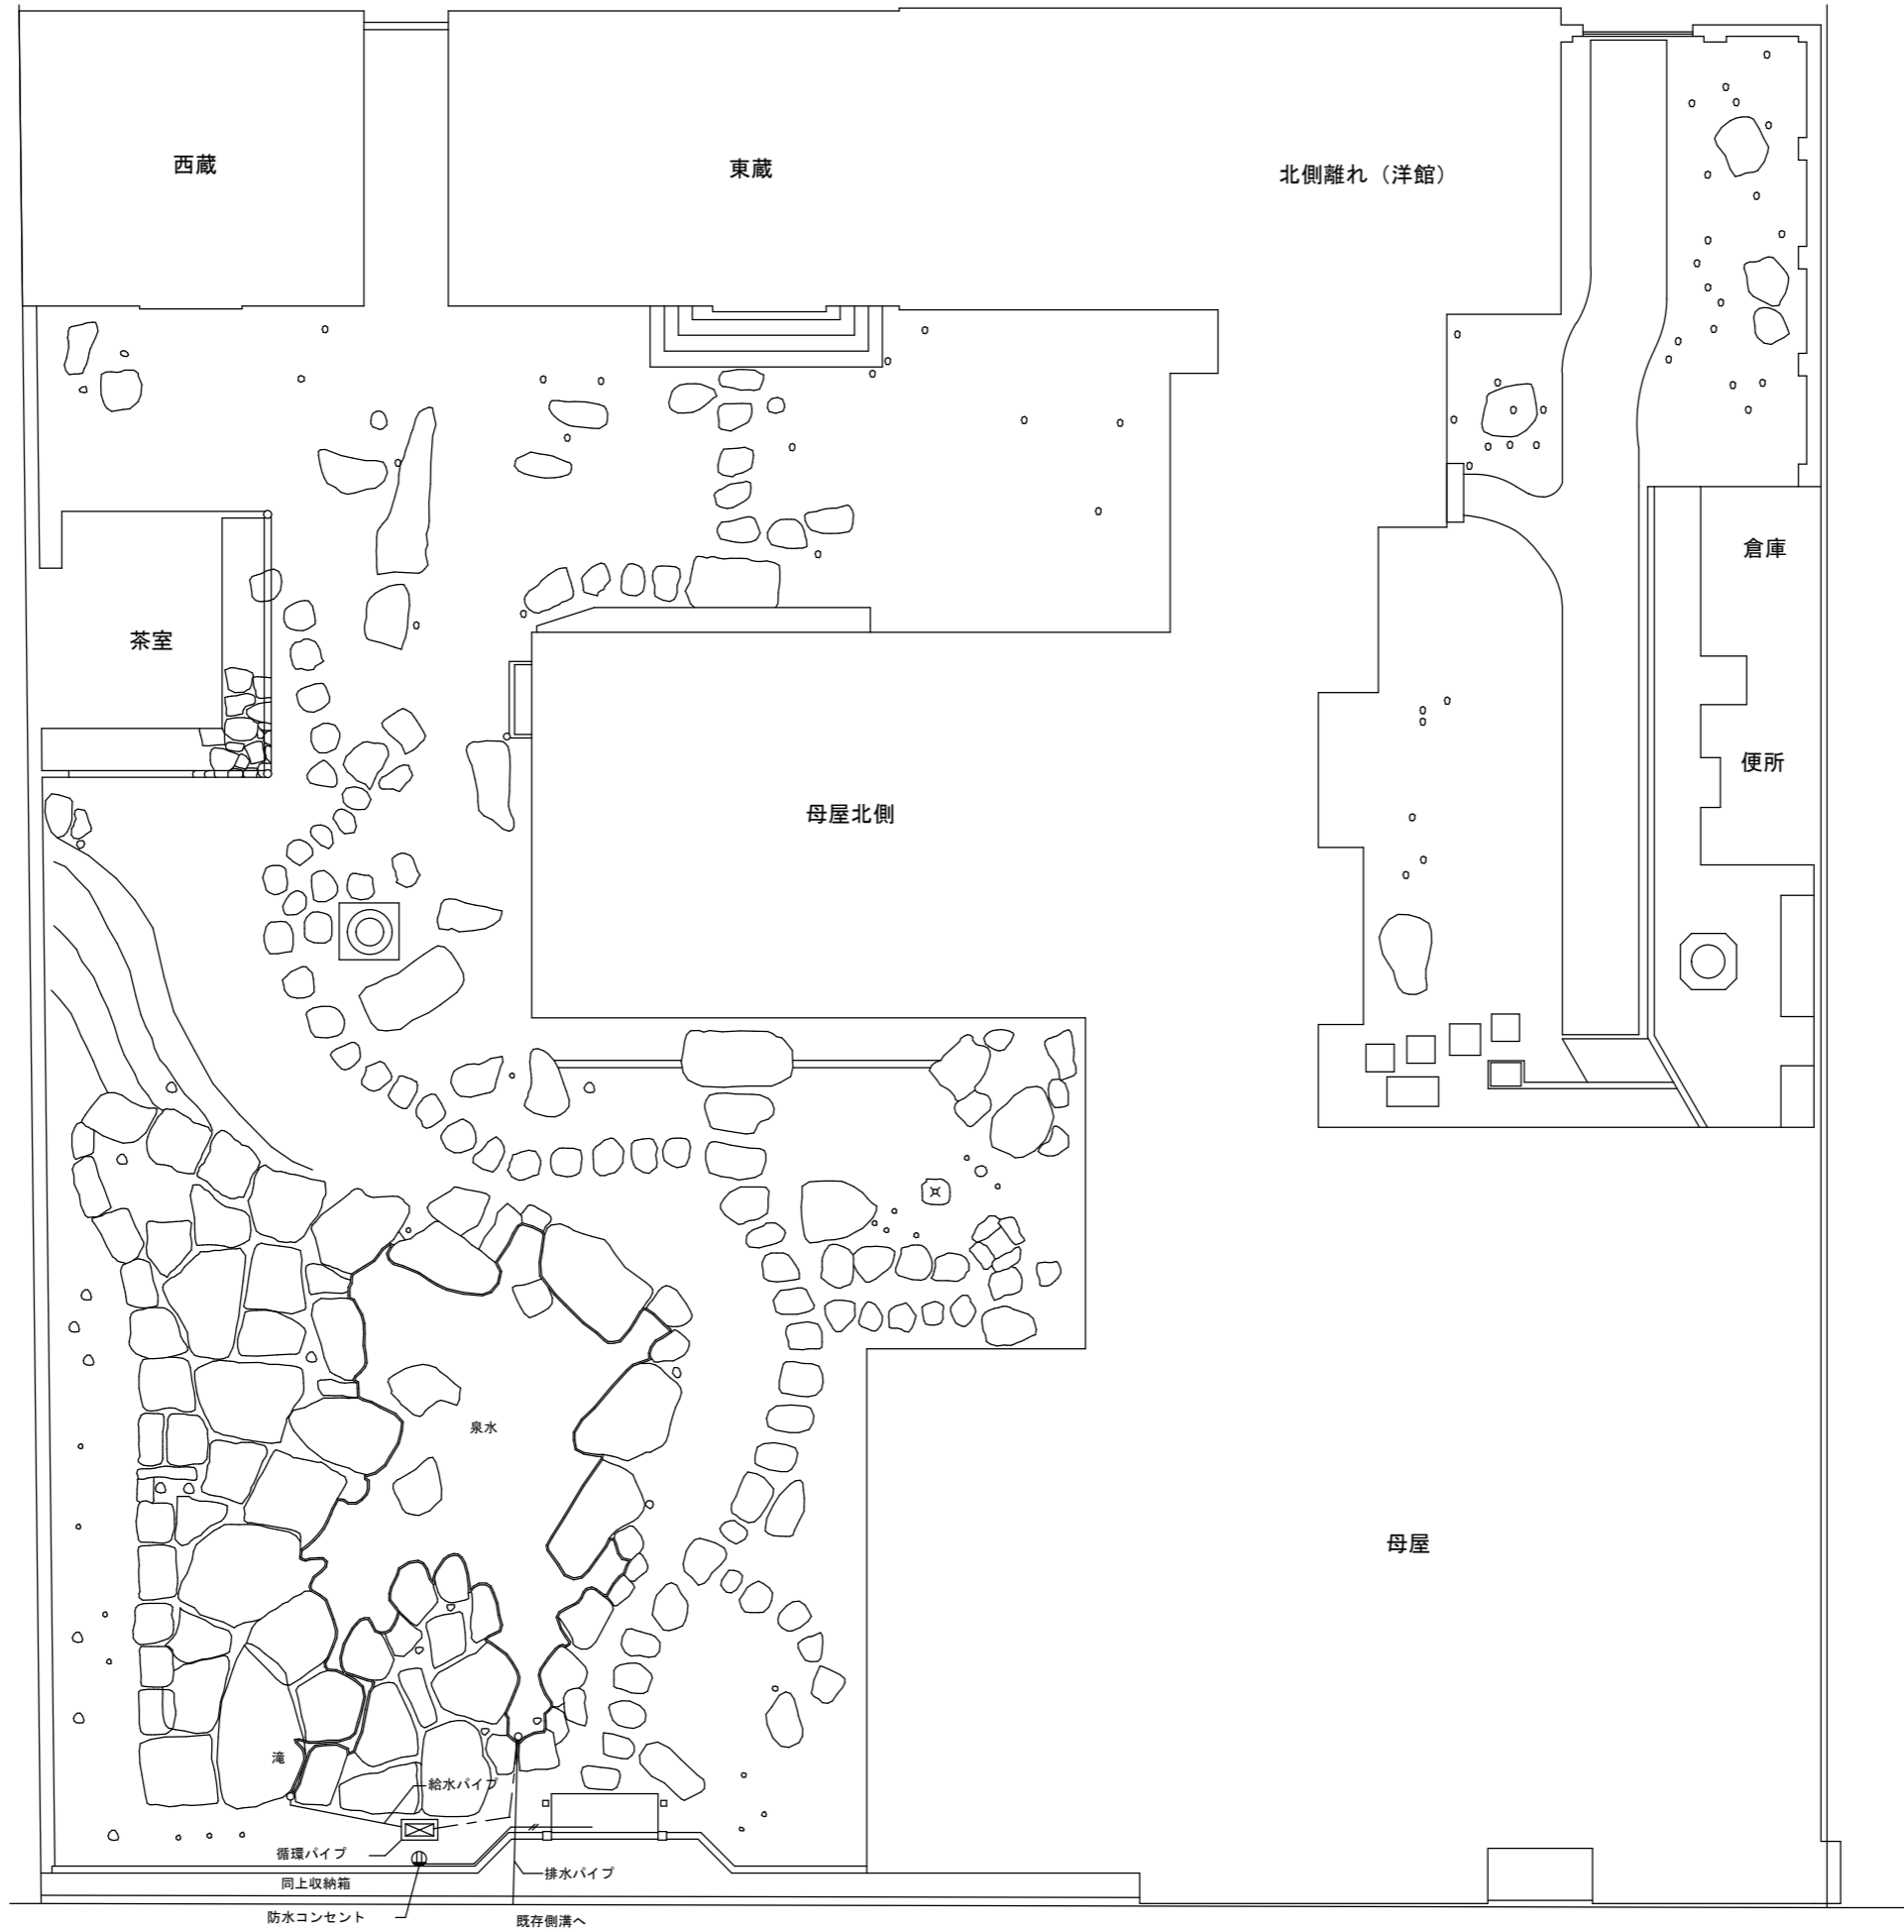 西蔵
東蔵
北側離れ（洋館）
倉庫
茶室
便所
母屋北側
泉水
母屋
滝
給水パイプ
循環パイプ
排水パイプ
同上収納箱
防水コンセント
既存側溝へ